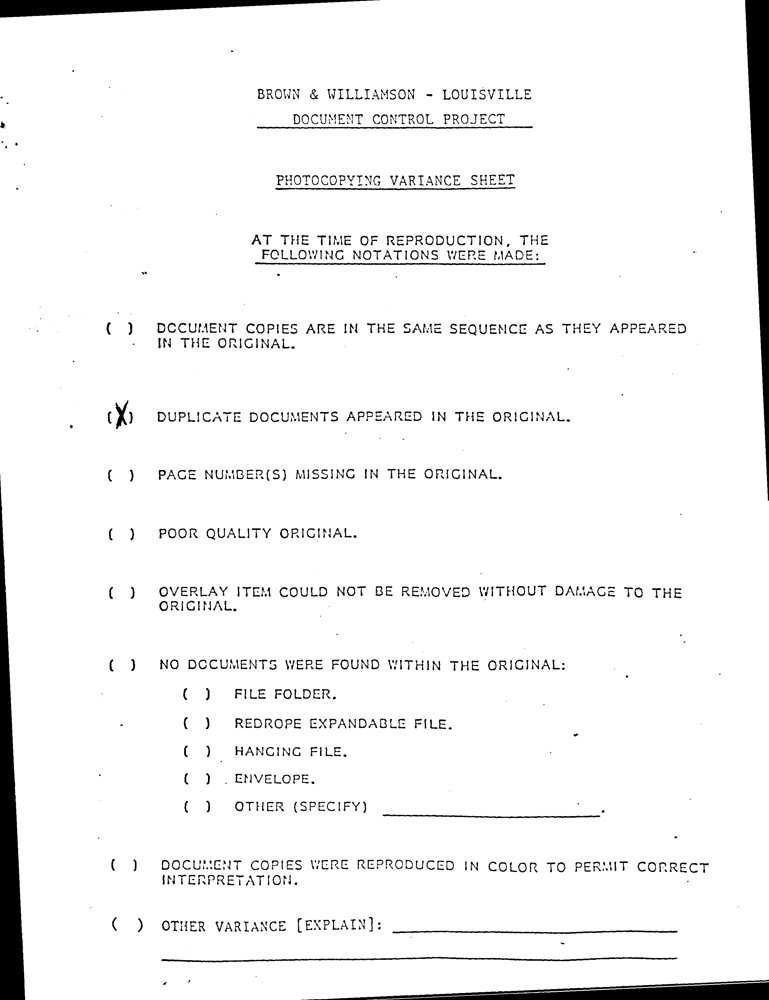 BROWN & WILLIAMSON - LOUISVILLE
DOCUMENT CONTROL PROJECT
PHOTOCOPYING VARIANCE SHEET
AT THE TIME OF REPRODUCTION, THE
FOLLOWING NOTATIONS WERE MADE:
( ) DOCUMENT COPIES ARE IN THE SAME SEQUENCE AS THEY APPEARED
IN THE ORIGINAL.
(X) DUPLICATE DOCUMENTS APPEARED IN THE ORIGINAL.
( ) PAGE NUMBER(S) MISSING IN THE ORIGINAL.
( ) POOR QUALITY ORIGINAL.
( ) OVERLAY ITEM COULD NOT BE REMOVED WITHOUT DAMAGE TO THE
ORIGINAL.
( ) NO DOCUMENTS WERE FOUND WITHIN THE ORIGINAL:
( ) FILE FOLDER.
( ) REDROPE EXPANDABLE FILE.
( ) HANGING FILE.
( ) ENVELOPE.
( ) OTHER (SPECIFY) ____________________.
( ) DOCUMENT COPIES WERE REPRODUCED IN COLOR TO PERMIT CORRECT
INTERPRETATION.
( ) OTHER VARIANCE [EXPLAIN]: ____________________